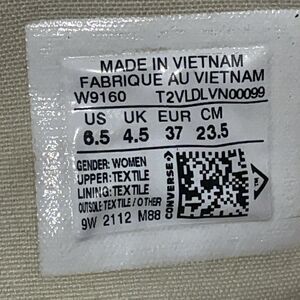 MADE IN VIETNAM
FABRIQUE AU VIETNAM
W9160 T2VLDLVN00099
US UK EUR CM
6.5 4.5 37 23.5
GENDER: WOMEN
UPPER: TEXTILE
LINING: TEXTILE
OUTSOLE: TEXTILE / OTHER
9W 2112 M88
CONVERSE